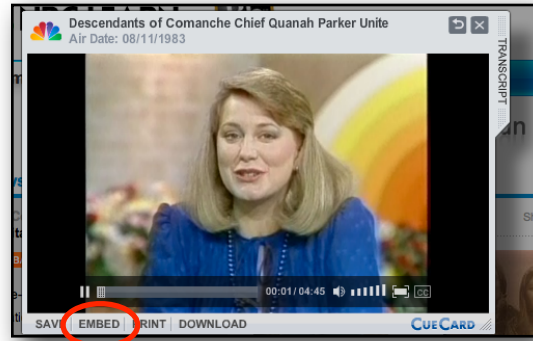 Descendants of Comanche Chief Quanah Parker Unite
Air Date: 08/11/1983
TRANSCRIPT
00:01 / 04:45
CC
SAVE EMBED PRINT DOWNLOAD
CUECARD